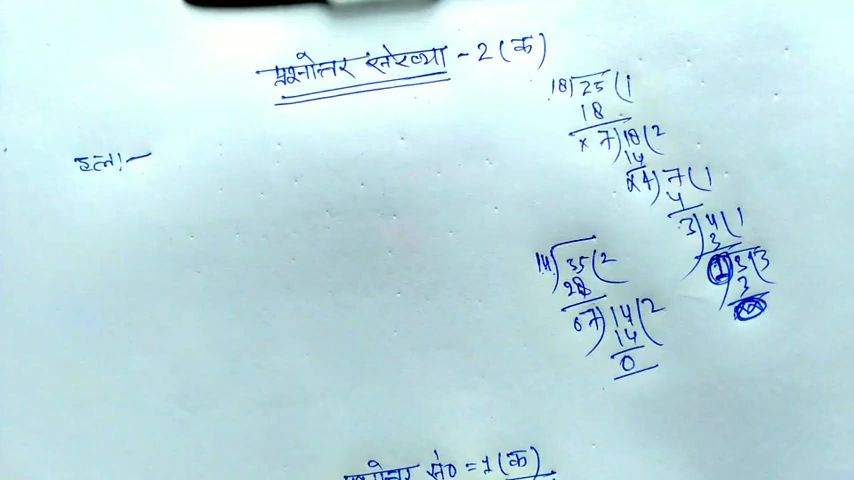 प्रश्नोत्तर संख्या - 2 (क)
हल:-
18) 25 (1
18
× 7) 18 (2
14
×4) 7 (1
4
3) 4 (1
3
1) 3 (3
3
14) 35 (2
28
07) 14 (2
14
0
प्रश्नोत्तर सं० = 1 (क)